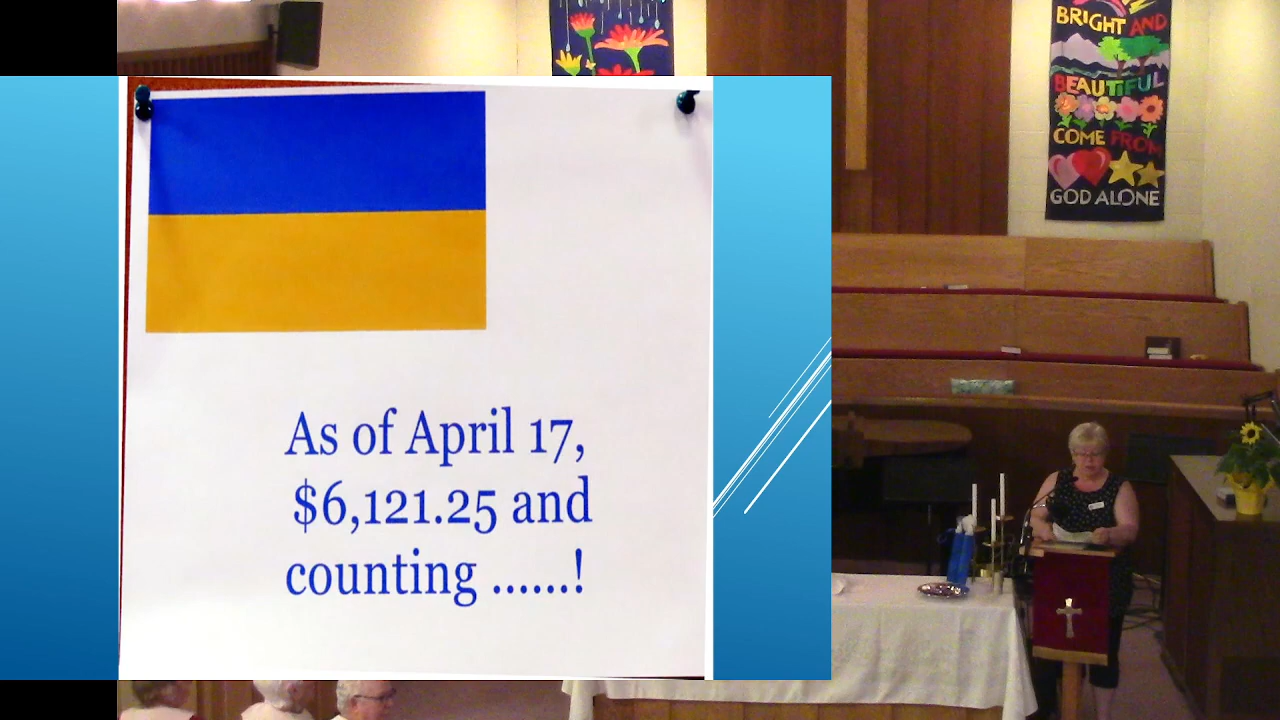 As of April 17,
$6,121.25 and
counting ......!
BRIGHT AND
BEAUTIFUL
COME FROM
GOD ALONE